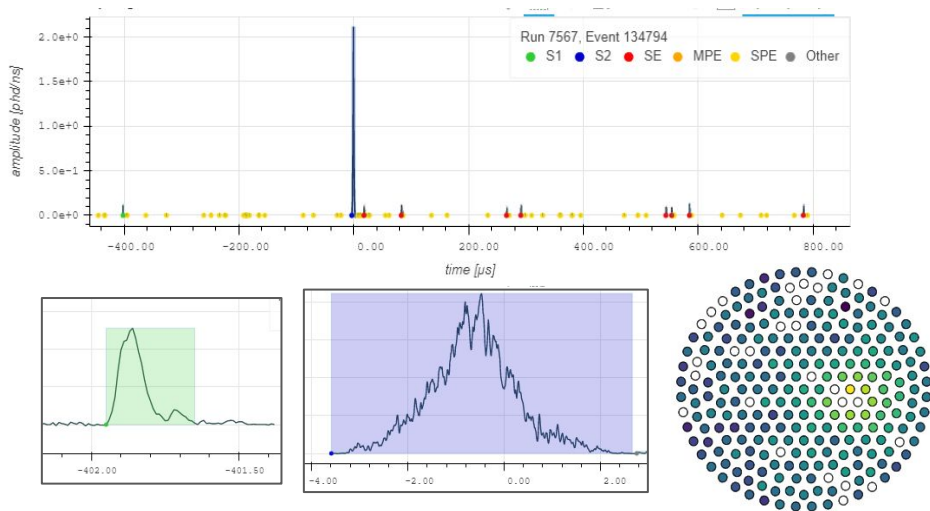 Run 7567, Event 134794
S1 S2 SE MPE SPE Other
amplitude [phd/ns]
2.0e+0
1.5e+0
1.0e+0
5.0e-1
0.0e+0
-400.00 -200.00 0.00 200.00 400.00 600.00 800.00
time [µs]
-402.00 -401.50
-4.00 -2.00 0.00 2.00